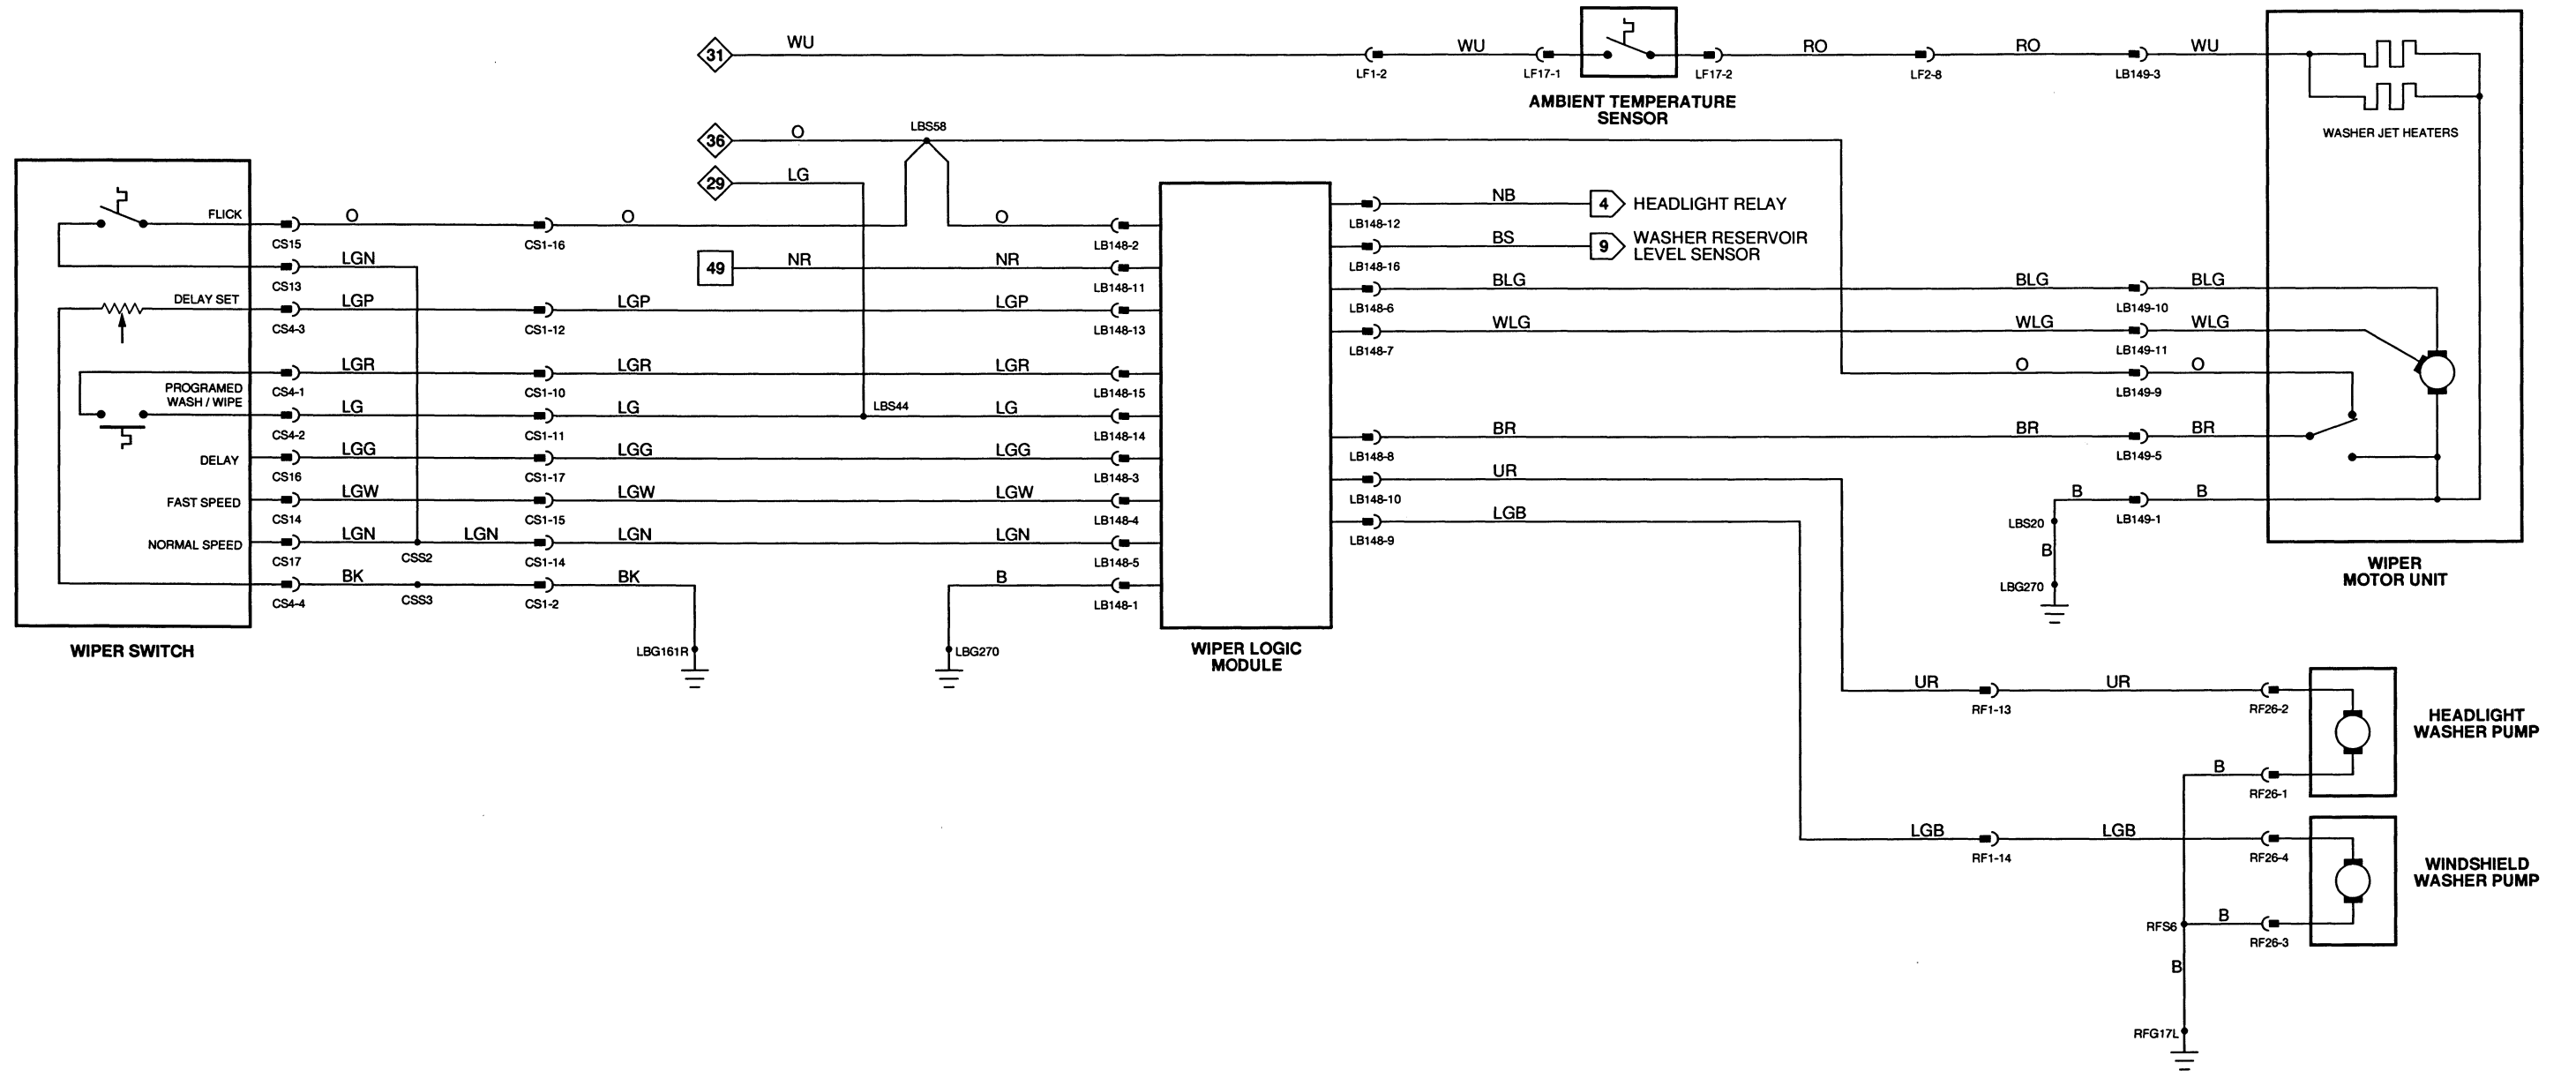 31
WU
WU
RO
RO
WU
LF1-2
LF17-1
LF17-2
LF2-8
LB149-3
AMBIENT TEMPERATURE
SENSOR
WASHER JET HEATERS
36
O
LBS58
29
LG
FLICK
O
CS15
CS1-16
O
O
LB148-2
LGN
CS13
49
NR
NR
LB148-11
DELAY SET
LGP
CS4-3
CS1-12
LGP
LGP
LB148-13
LGR
CS4-1
CS1-10
LGR
LGR
LB148-15
PROGRAMED
WASH / WIPE
LG
CS4-2
CS1-11
LG
LBS44
LG
LB148-14
DELAY
LGG
CS16
CS1-17
LGG
LGG
LB148-3
FAST SPEED
LGW
CS14
CS1-15
LGW
LGW
LB148-4
NORMAL SPEED
LGN
CS17
CSS2
LGN
CS1-14
LGN
LGN
LB148-5
BK
CS4-4
CSS3
CS1-2
BK
B
LB148-1
LBG161R
LBG270
WIPER SWITCH
WIPER LOGIC
MODULE
LB148-12
NB
4
HEADLIGHT RELAY
LB148-16
BS
9
WASHER RESERVOIR
LEVEL SENSOR
LB148-6
BLG
BLG
LB149-10
BLG
LB148-7
WLG
WLG
LB149-11
WLG
O
LB149-9
O
LB148-8
BR
BR
LB149-5
BR
LB148-10
UR
B
LB149-1
B
LB148-9
LGB
LBS20
B
LBG270
WIPER
MOTOR UNIT
UR
RF1-13
UR
RF26-2
HEADLIGHT
WASHER PUMP
B
RF26-1
LGB
RF1-14
LGB
RF26-4
WINDSHIELD
WASHER PUMP
RFS6
B
RF26-3
B
RFG17L